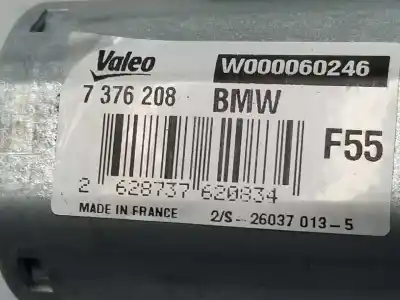 Valeo W000060246
7 376 208 BMW
F55
2 628737 620834
MADE IN FRANCE 2/S - 26037 013-5